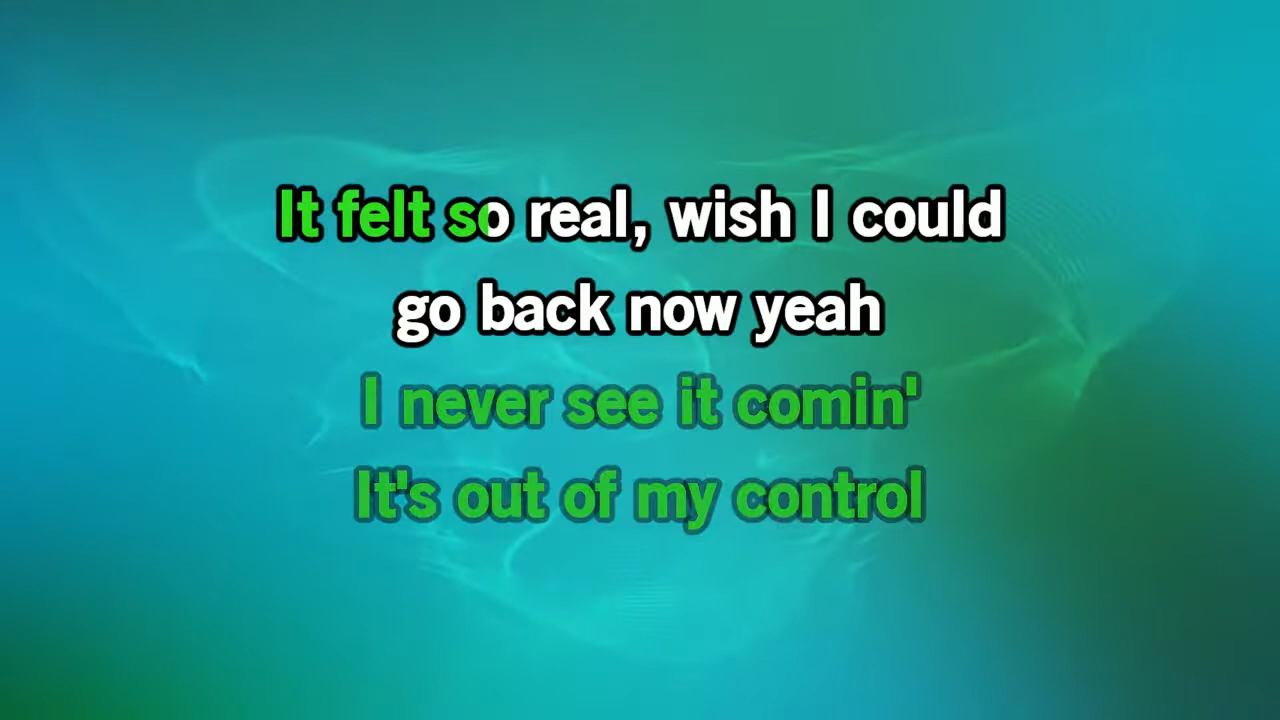 It felt so real, wish I could
go back now yeah
I never see it comin'
It's out of my control